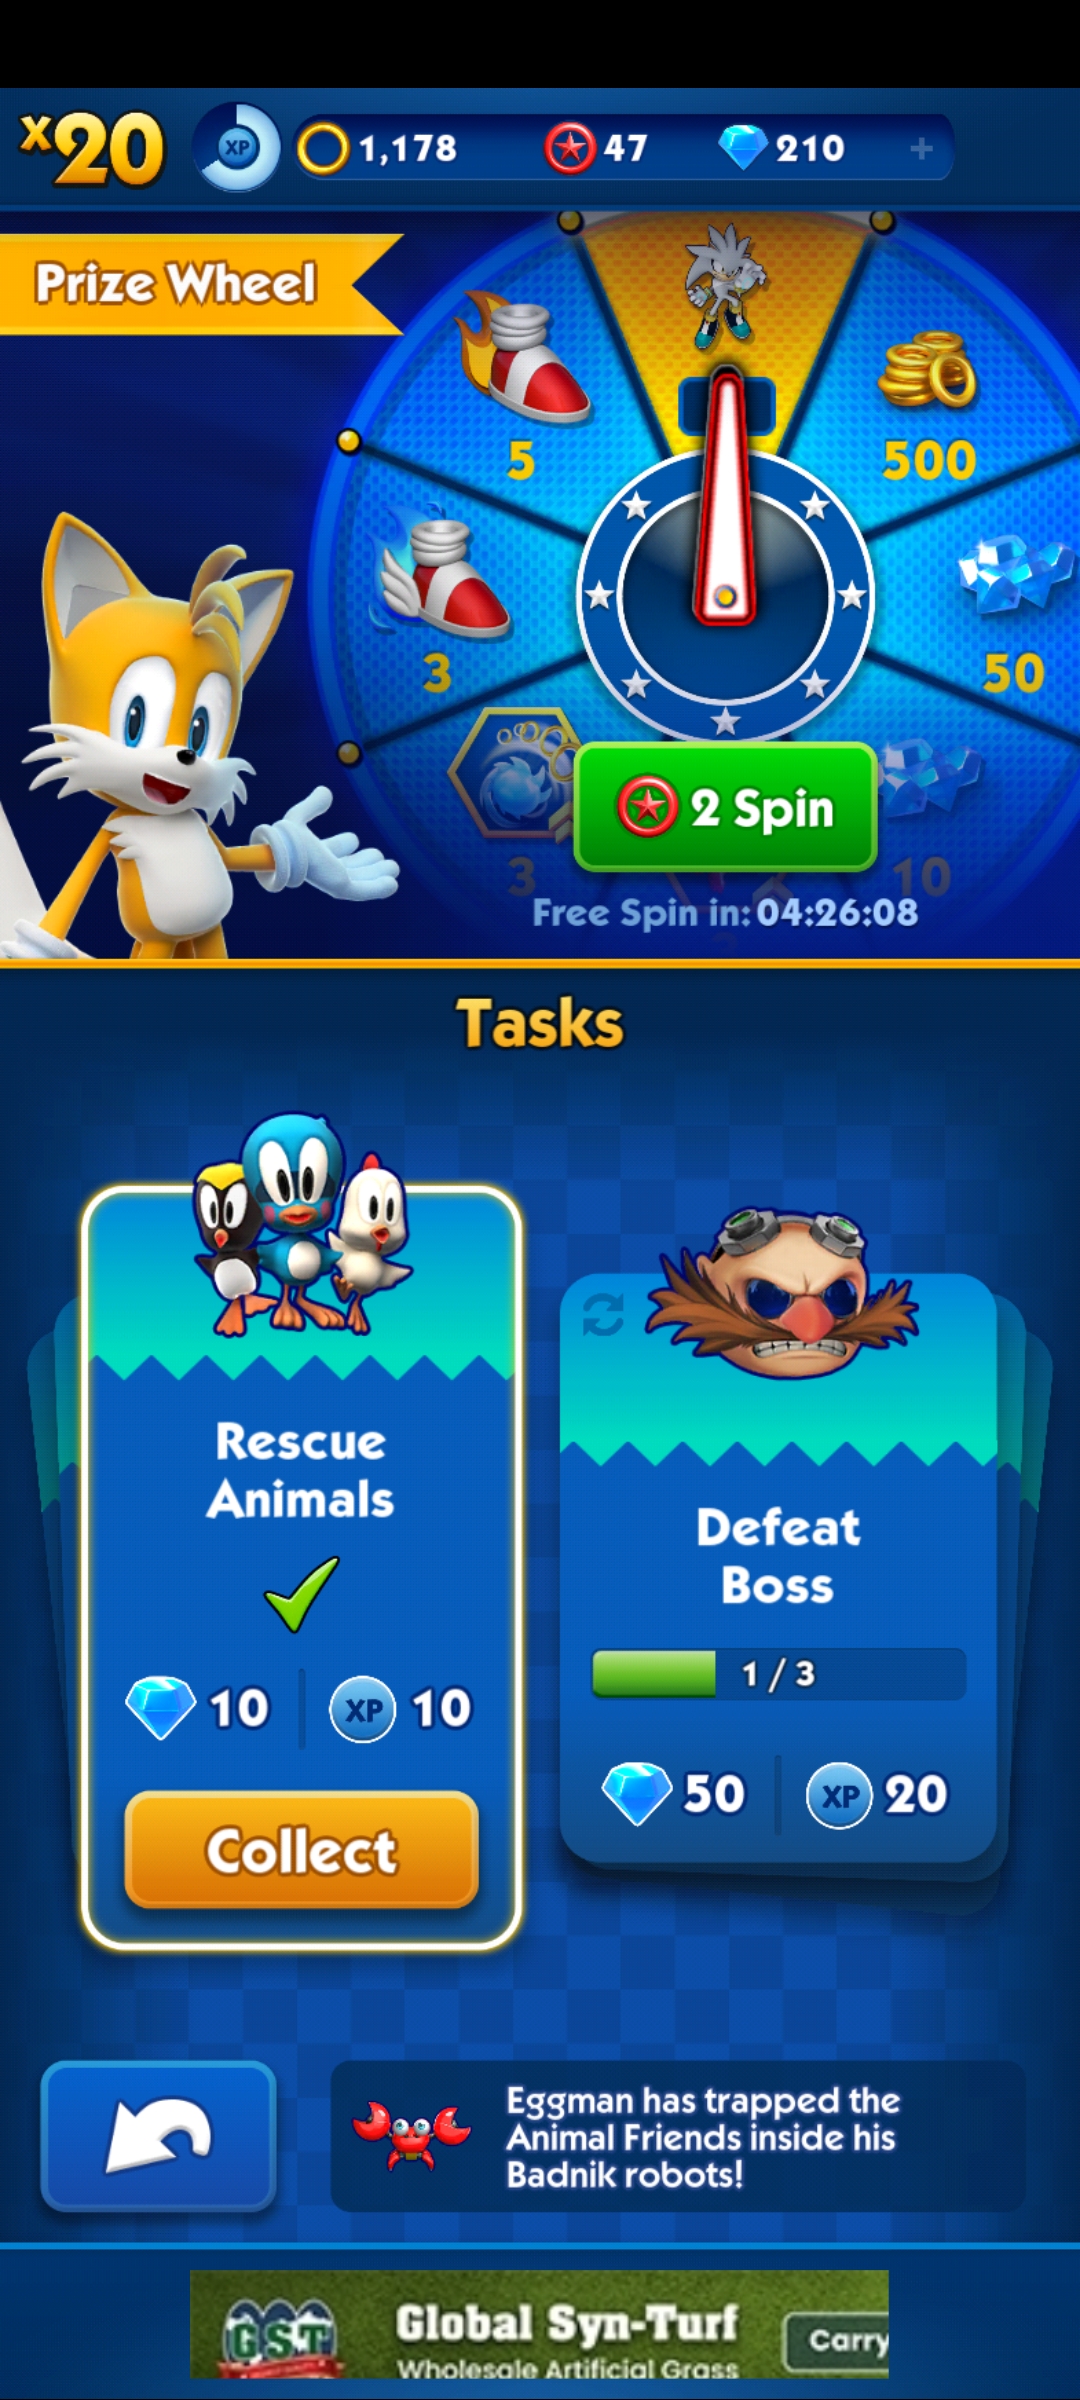 x20
XP
1,178
47
210
+
Prize Wheel
5
500
3
50
2 Spin
3
10
Free Spin in: 04:26:08
Tasks
Rescue
Animals
10
XP
10
Collect
Defeat
Boss
1 / 3
50
XP
20
Eggman has trapped the
Animal Friends inside his
Badnik robots!
GST
Global Syn-Turf
Wholesale Artificial Grass
Carry